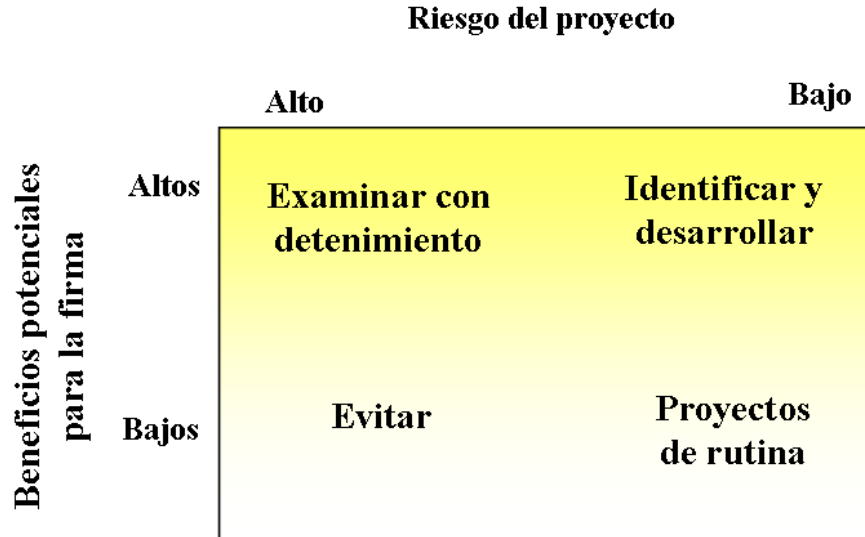 Riesgo del proyecto
Alto
Bajo
Beneficios potenciales
para la firma
Altos
Examinar con
detenimiento
Identificar y
desarrollar
Bajos
Evitar
Proyectos
de rutina